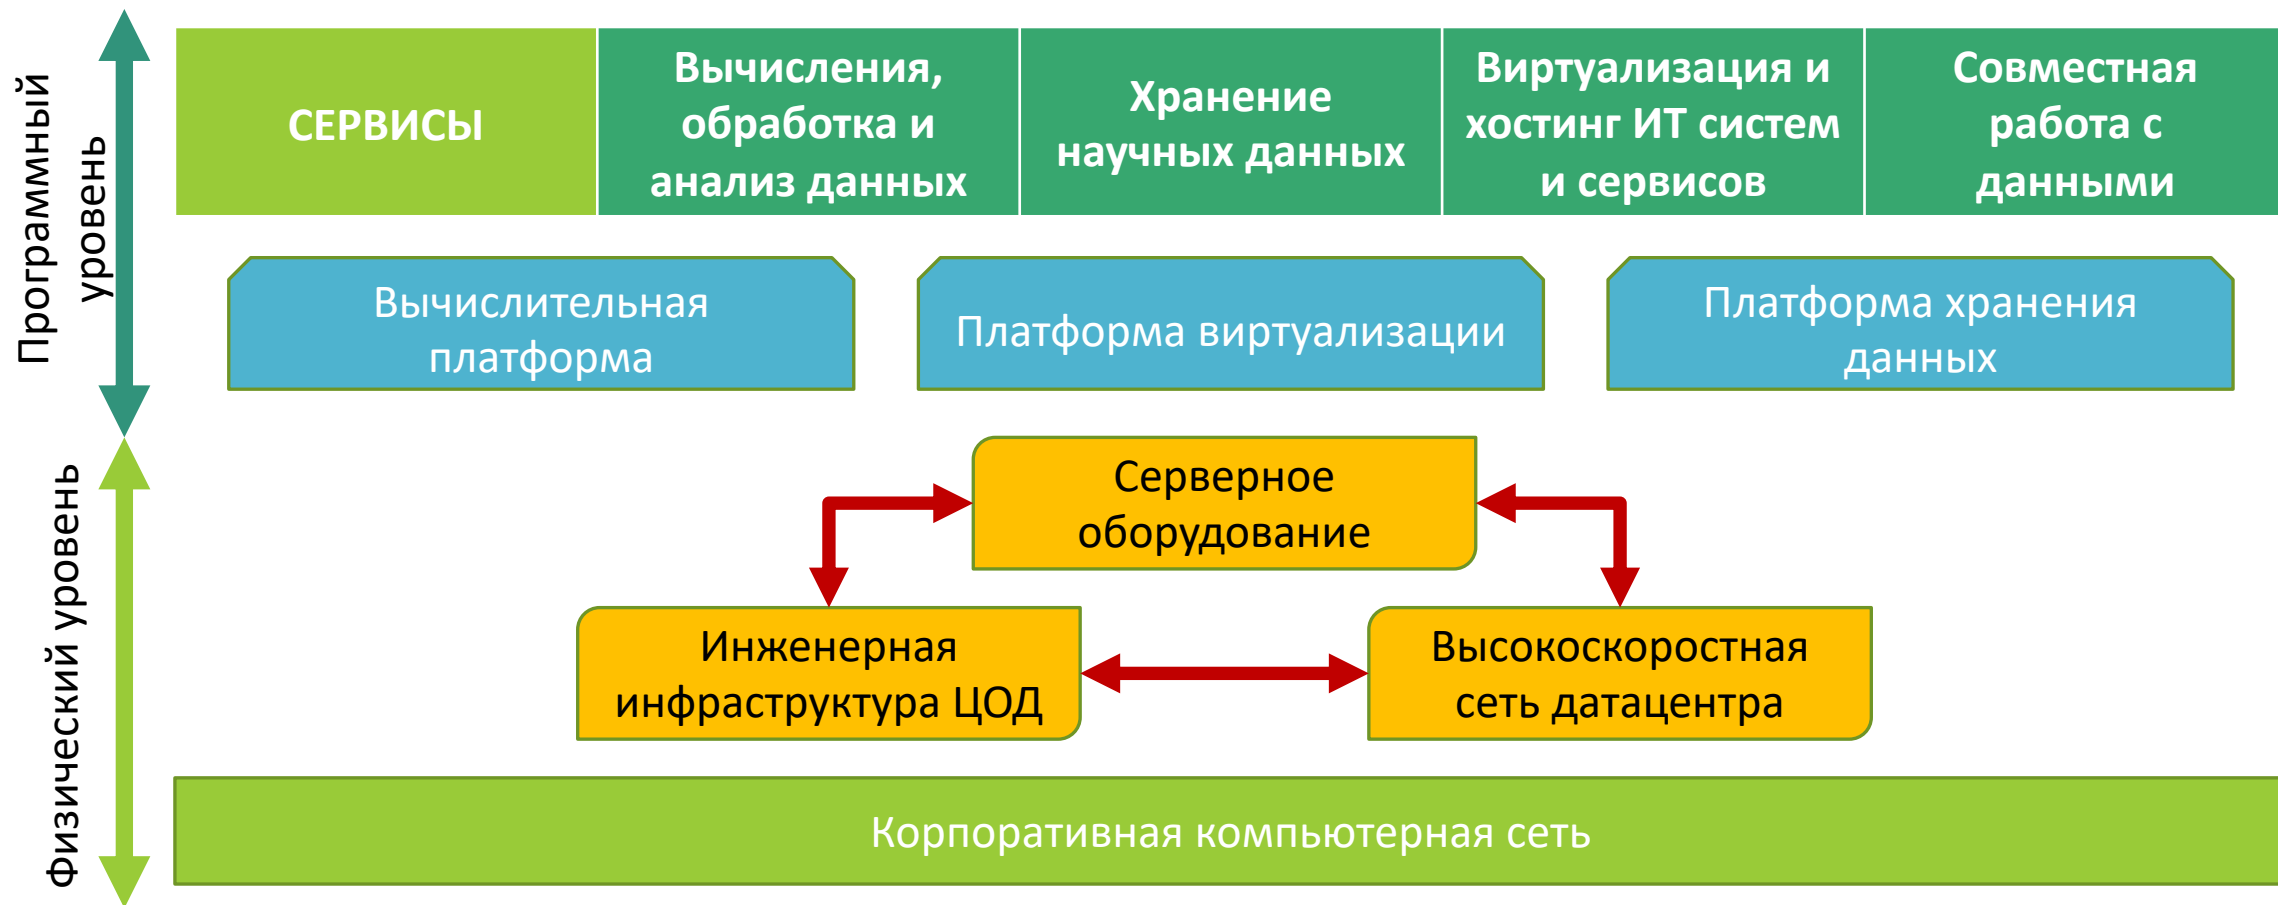 Программный
уровень
СЕРВИСЫ
Вычисления,
обработка и
анализ данных
Хранение
научных данных
Виртуализация и
хостинг ИТ систем
и сервисов
Совместная
работа с
данными
Вычислительная
платформа
Платформа виртуализации
Платформа хранения
данных
Физический уровень
Серверное
оборудование
Инженерная
инфраструктура ЦОД
Высокоскоростная
сеть датацентра
Корпоративная компьютерная сеть